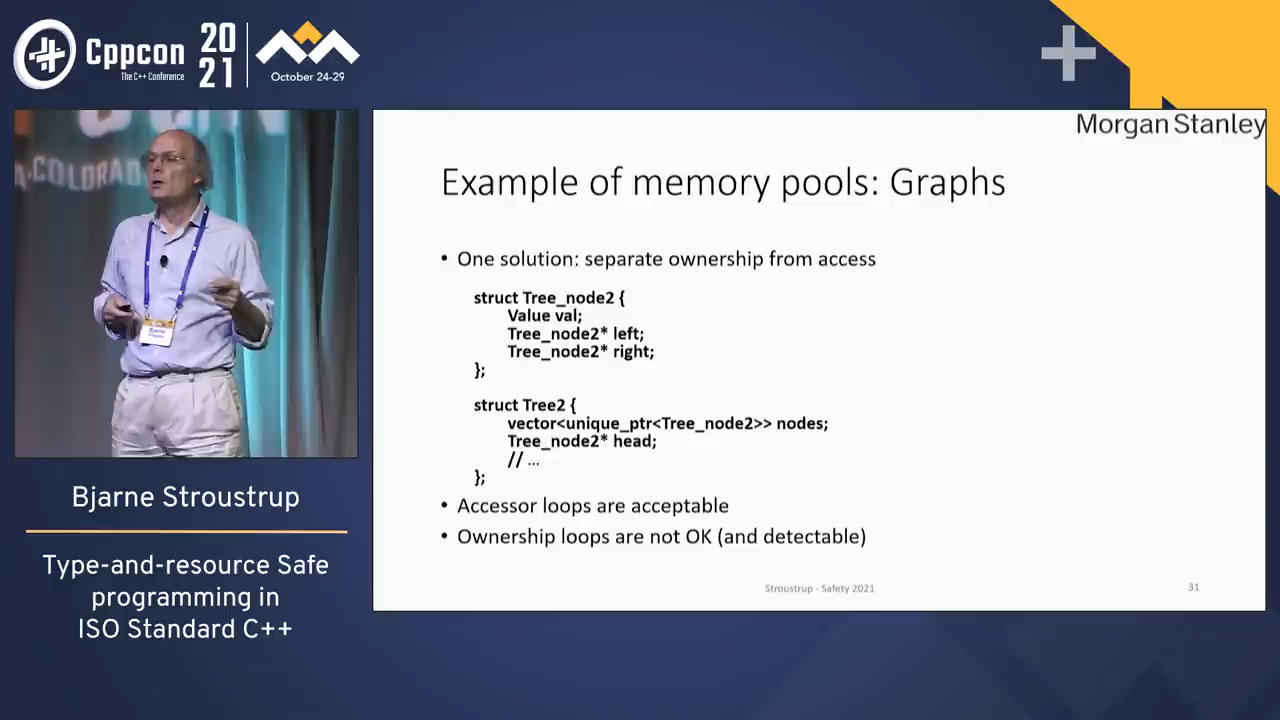 Cppcon
The C++ Conference
20
21
October 24-29
COLORAD
Bjarne
Bjarne Stroustrup
Type-and-resource Safe
programming in
ISO Standard C++
Morgan Stanley
Example of memory pools: Graphs
• One solution: separate ownership from access
struct Tree_node2 {
Value val;
Tree_node2* left;
Tree_node2* right;
};
struct Tree2 {
vector<unique_ptr<Tree_node2>> nodes;
Tree_node2* head;
// ...
};
• Accessor loops are acceptable
• Ownership loops are not OK (and detectable)
Stroustrup - Safety 2021
31